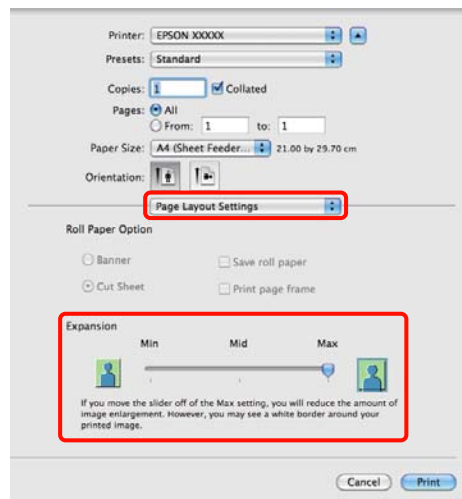 Printer: EPSON XXXXX
Presets: Standard
Copies: 1 Collated
Pages: All
From: 1 to: 1
Paper Size: A4 (Sheet Feeder... 21.00 by 29.70 cm
Orientation:
Page Layout Settings
Roll Paper Option
Banner Save roll paper
Cut Sheet Print page frame
Expansion
Min Mid Max
If you move the slider off of the Max setting, you will reduce the amount of
image enlargement. However, you may see a white border around your
printed image.
Cancel Print